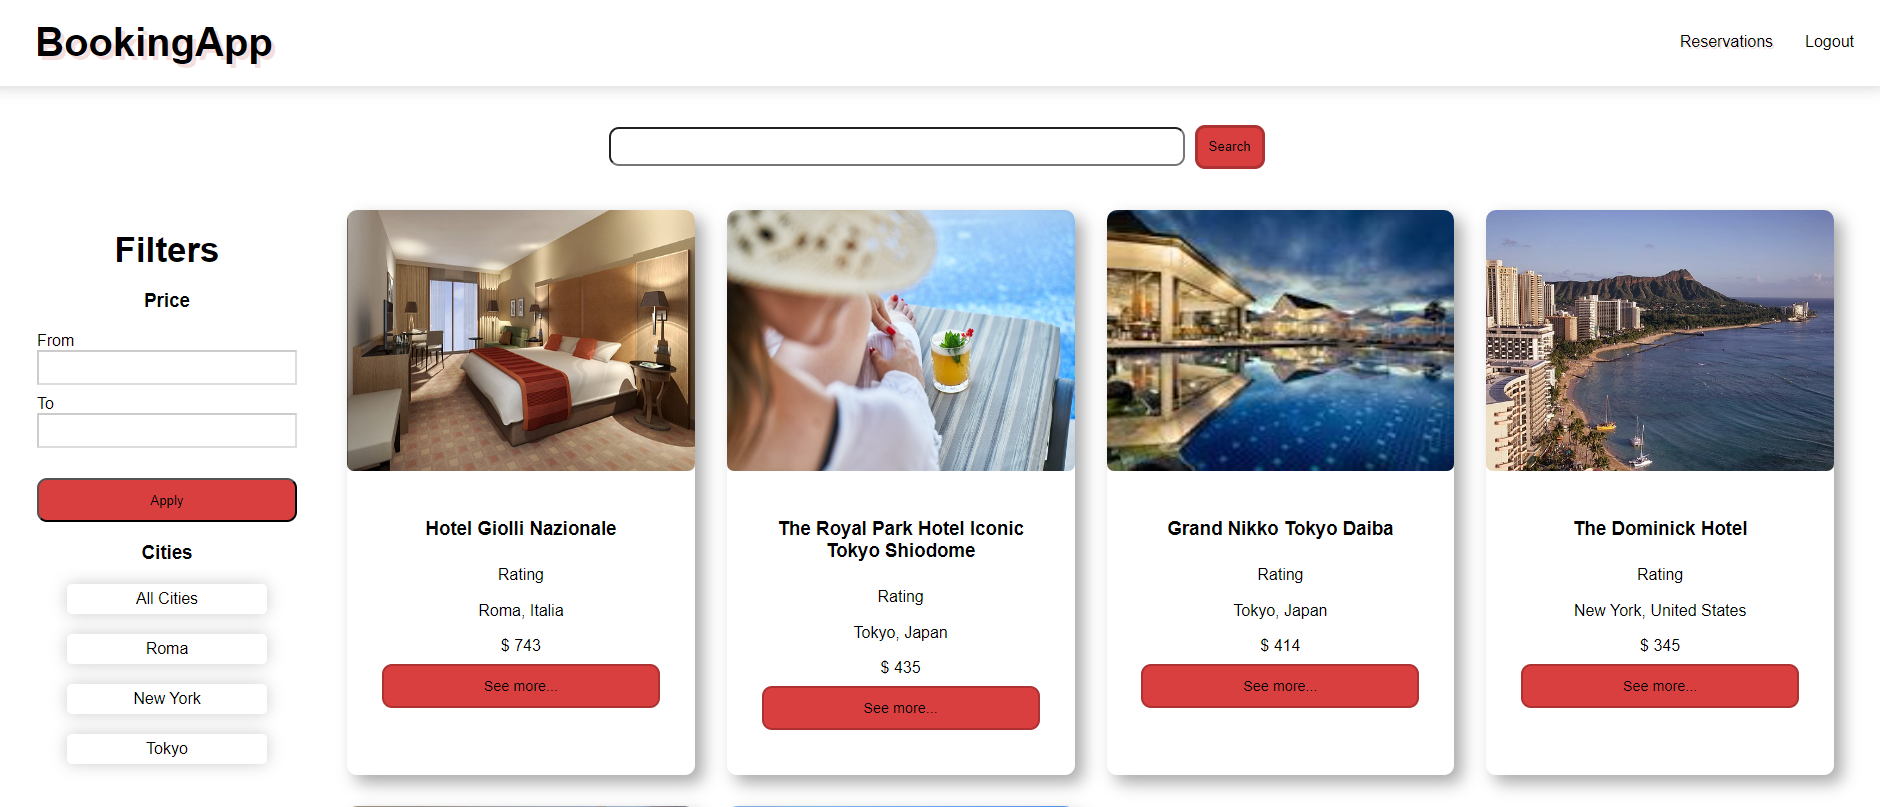 BookingApp
Reservations
Logout
Search
Filters
Price
From
To
Apply
Cities
All Cities
Roma
New York
Tokyo
Hotel Giolli Nazionale
Rating
Roma, Italia
$ 743
See more...
The Royal Park Hotel Iconic
Tokyo Shiodome
Rating
Tokyo, Japan
$ 435
See more...
Grand Nikko Tokyo Daiba
Rating
Tokyo, Japan
$ 414
See more...
The Dominick Hotel
Rating
New York, United States
$ 345
See more...